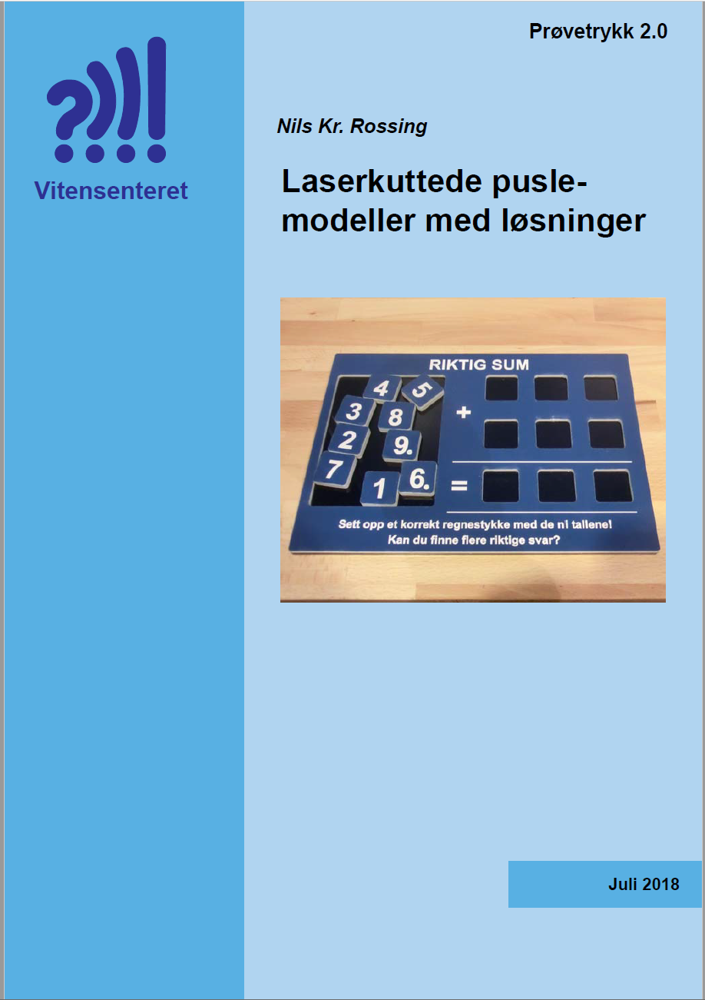 Prøvetrykk 2.0
?))!
Vitensenteret
Nils Kr. Rossing
Laserkuttede pusle-
modeller med løsninger
RIKTIG SUM
4 5
3 8
2 9.
7 1 6.
+
=
Sett opp et korrekt regnestykke med de ni tallene!
Kan du finne flere riktige svar?
Juli 2018